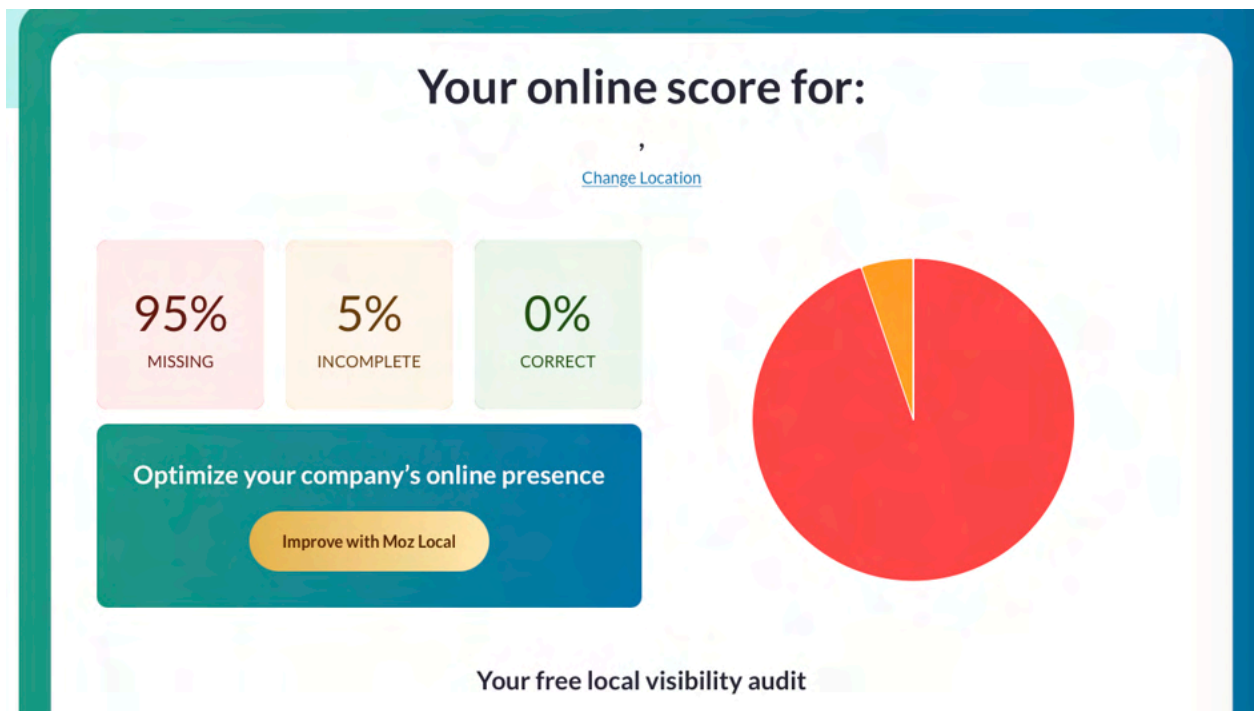 Your online score for:
,
Change Location
95%
MISSING
5%
INCOMPLETE
0%
CORRECT
Optimize your company's online presence
Improve with Moz Local
Your free local visibility audit